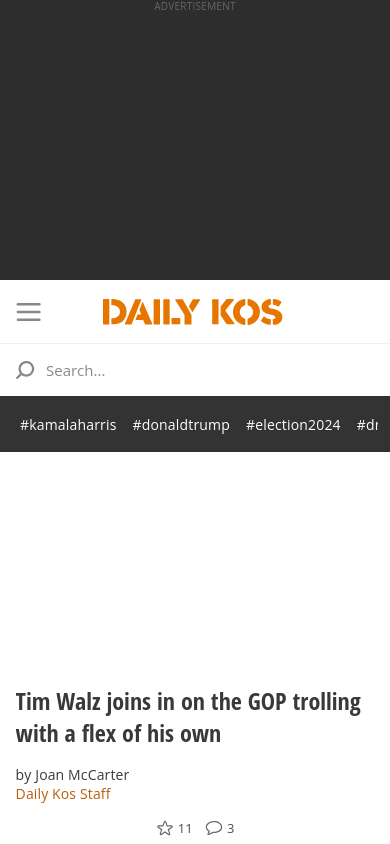 ADVERTISEMENT
DAILY KOS
Search...
#kamalaharris #donaldtrump #election2024
Tim Walz joins in on the GOP trolling
with a flex of his own
by Joan McCarter
Daily Kos Staff
11 3